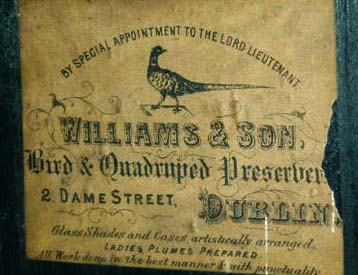 BY SPECIAL APPOINTMENT TO THE LORD LIEUTENANT
WILLIAMS & SON,
Bird & Quadruped Preserver
2. DAME STREET, DUBLIN.
Glass Shades and Cases artistically arranged.
LADIES PLUMES PREPARED.
All Work done in the best manner & with punctuality